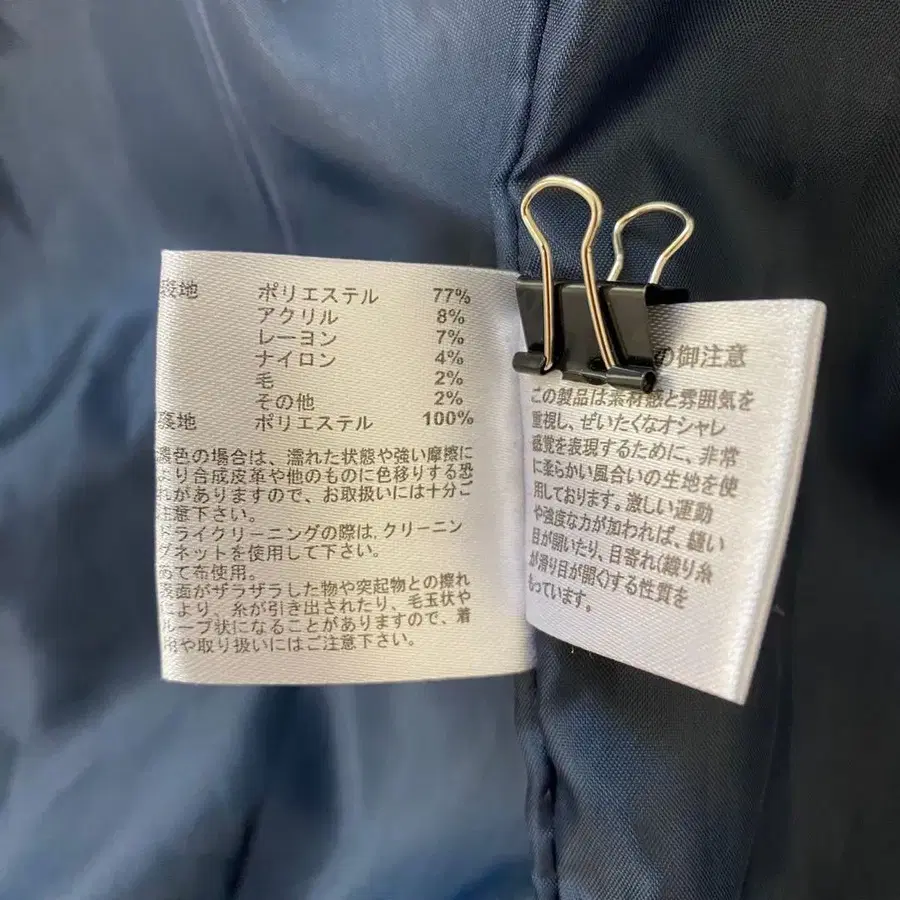 表地 ポリエステル 77%
アクリル 8%
レーヨン 7%
ナイロン 4%
毛 2%
その他 2%
裏地 ポリエステル 100%
濃色の場合は、濡れた状態や強い摩擦に
より合成皮革や他のものに色移りする恐
れがありますので、お取扱いには十分ご
注意下さい。
ドライクリーニングの際は,クリーニン
グネットを使用して下さい。
あて布使用。
表面がザラザラした物や突起物との擦れ
により、糸が引き出されたり、毛玉状や
ループ状になることがありますので、着
用や取り扱いにはご注意下さい。
の御注意
この製品は素材感と雰囲気を
重視し、ぜいたくなオシャレ
感覚を表現するために、非常
に柔らかい風合いの生地を使
用しております。激しい運動
や強度な力が加われば、縫い
目が開いたり、目寄れ(織り糸
が滑り目が開く)する性質を
もっています。